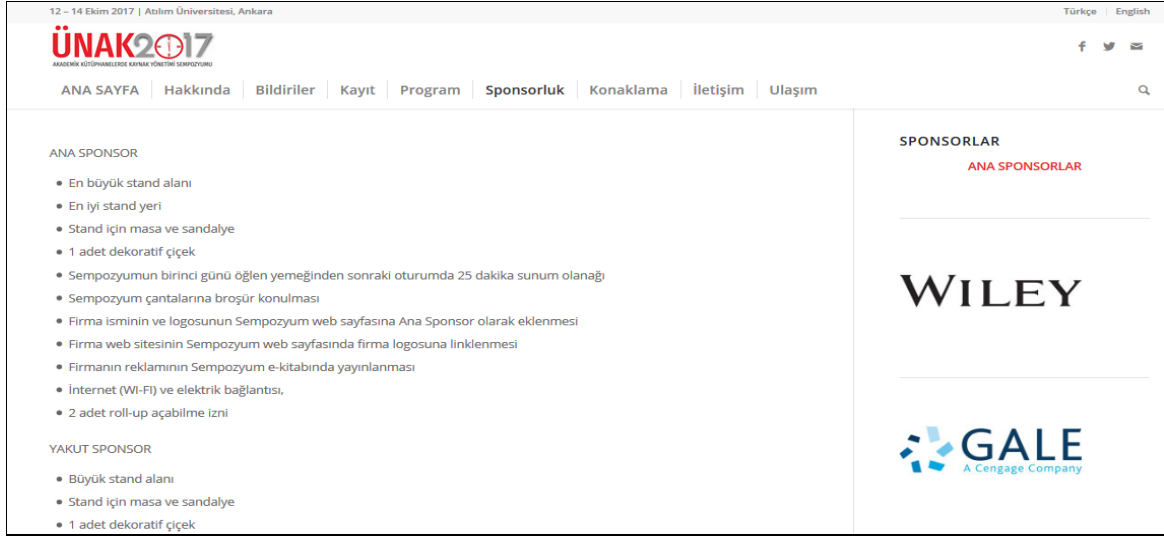 12 – 14 Ekim 2017 | Atılım Üniversitesi, Ankara
Türkçe | English
ÜNAK2017
AKADEMİK KÜTÜPHANELERDE KAYNAK YÖNETİMİ SEMPOZYUMU
ANA SAYFA | Hakkında | Bildiriler | Kayıt | Program | Sponsorluk | Konaklama | İletişim | Ulaşım
ANA SPONSOR
• En büyük stand alanı
• En iyi stand yeri
• Stand için masa ve sandalye
• 1 adet dekoratif çiçek
• Sempozyumun birinci günü öğlen yemeğinden sonraki oturumda 25 dakika sunum olanağı
• Sempozyum çantalarına broşür konulması
• Firma isminin ve logosunun Sempozyum web sayfasına Ana Sponsor olarak eklenmesi
• Firma web sitesinin Sempozyum web sayfasında firma logosuna linklenmesi
• Firmanın reklamının Sempozyum e-kitabında yayınlanması
• İnternet (WI-FI) ve elektrik bağlantısı,
• 2 adet roll-up açabilme izni
YAKUT SPONSOR
• Büyük stand alanı
• Stand için masa ve sandalye
• 1 adet dekoratif çiçek
SPONSORLAR
ANA SPONSORLAR
WILEY
GALE
A Cengage Company